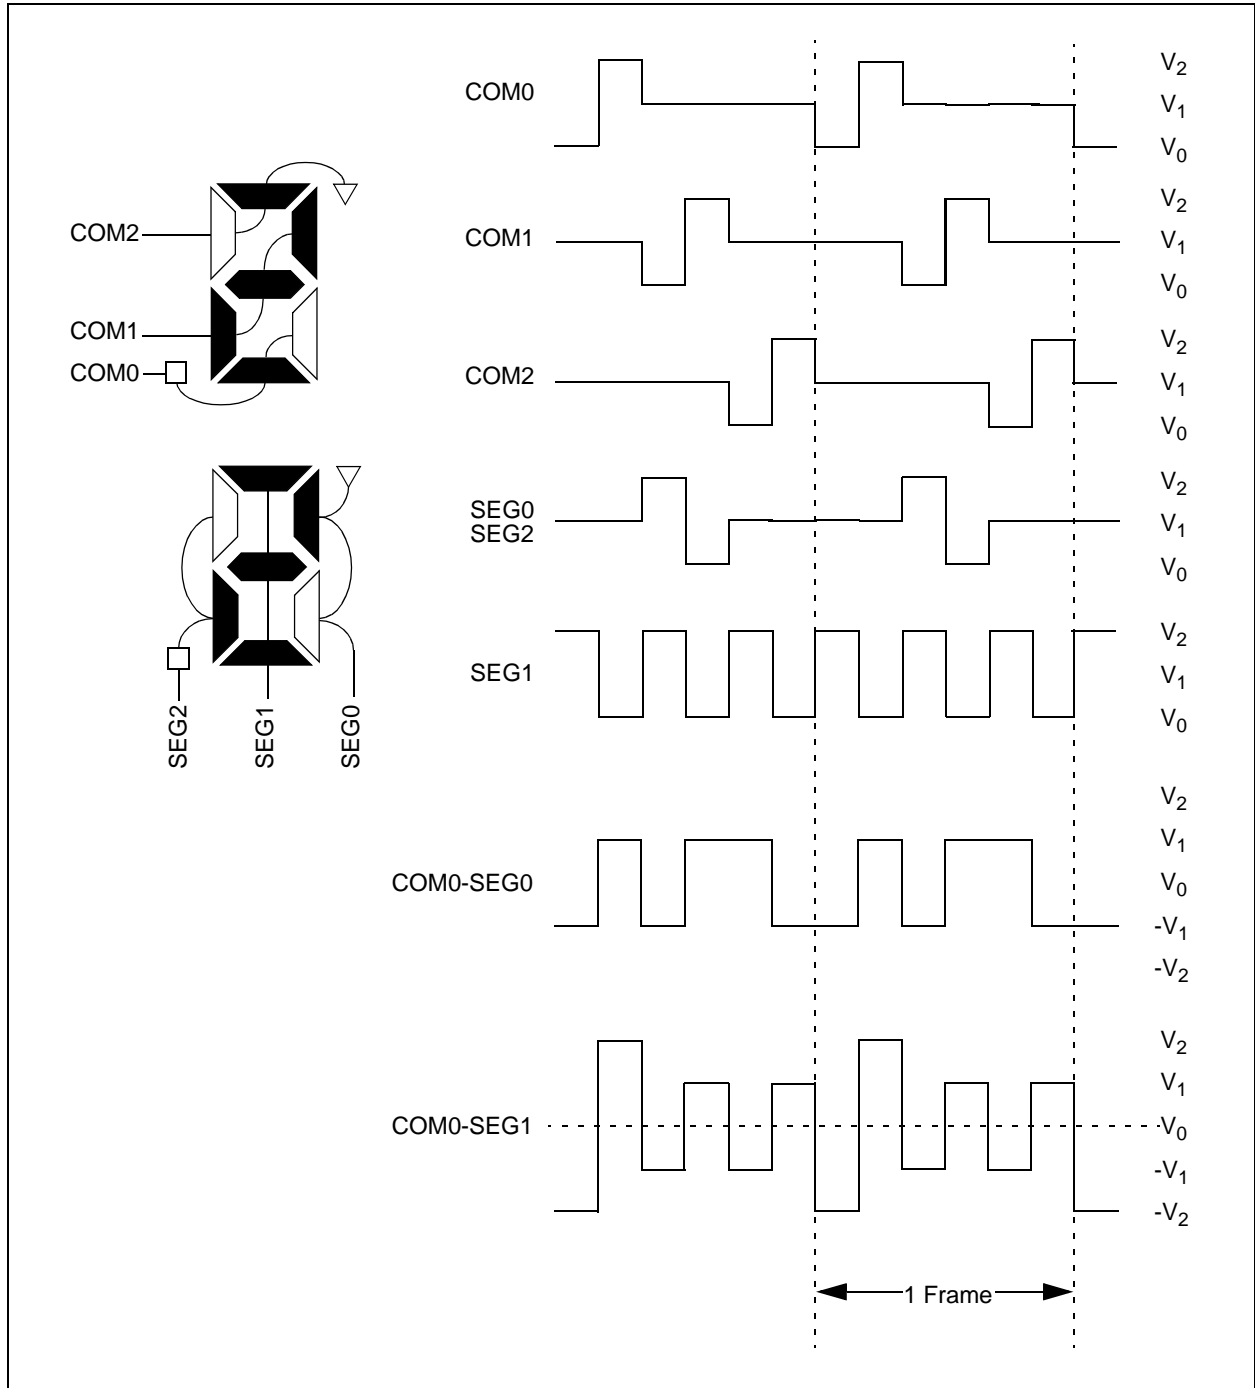 COM0
V2
V1
V0
COM2
COM1
COM0
COM1
V2
V1
V0
COM2
V2
V1
V0
SEG0
SEG2
V2
V1
V0
SEG2
SEG1
SEG0
SEG1
V2
V1
V0
COM0-SEG0
V2
V1
V0
-V1
-V2
COM0-SEG1
V2
V1
V0
-V1
-V2
1 Frame